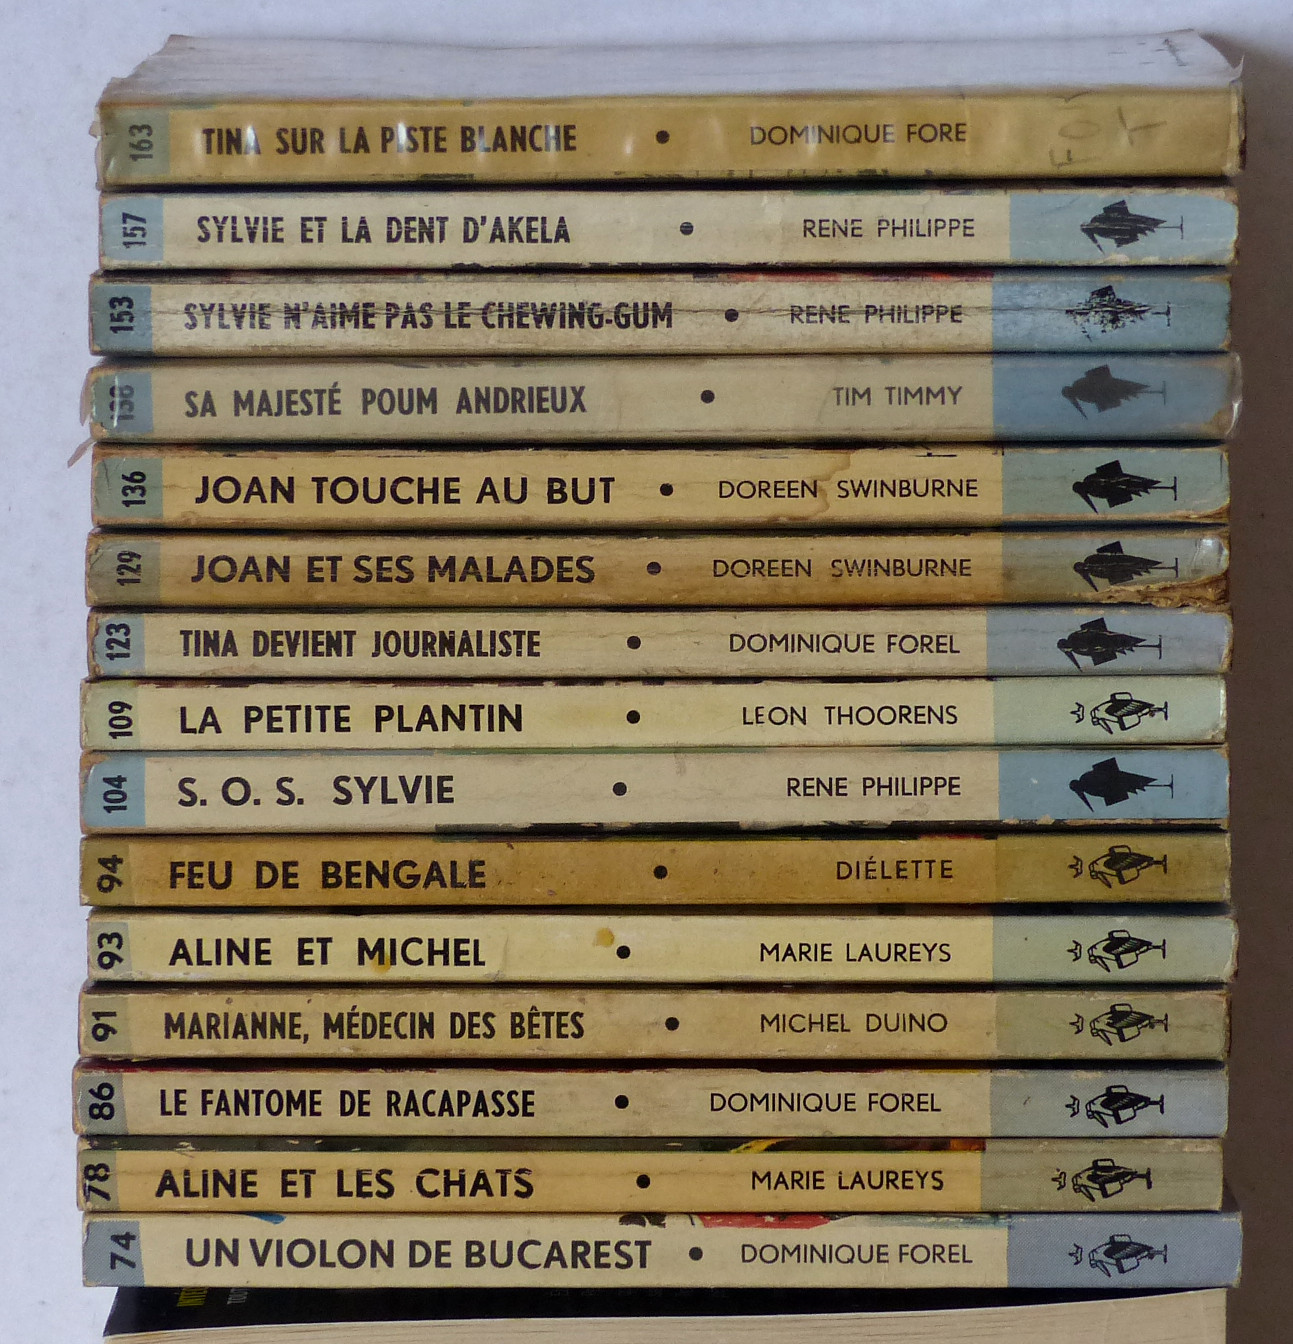 163 TINA SUR LA PISTE BLANCHE • DOMINIQUE FORE
157 SYLVIE ET LA DENT D'AKELA • RENE PHILIPPE
153 SYLVIE N'AIME PAS LE CHEWING-GUM • RENE PHILIPPE
138 SA MAJESTÉ POUM ANDRIEUX • TIM TIMMY
136 JOAN TOUCHE AU BUT • DOREEN SWINBURNE
129 JOAN ET SES MALADES • DOREEN SWINBURNE
123 TINA DEVIENT JOURNALISTE • DOMINIQUE FOREL
109 LA PETITE PLANTIN • LEON THOORENS
104 S.O.S. SYLVIE • RENE PHILIPPE
94 FEU DE BENGALE • DIÉLETTE
93 ALINE ET MICHEL • MARIE LAUREYS
91 MARIANNE, MÉDECIN DES BÊTES • MICHEL DUINO
86 LE FANTOME DE RACAPASSE • DOMINIQUE FOREL
78 ALINE ET LES CHATS • MARIE LAUREYS
74 UN VIOLON DE BUCAREST • DOMINIQUE FOREL